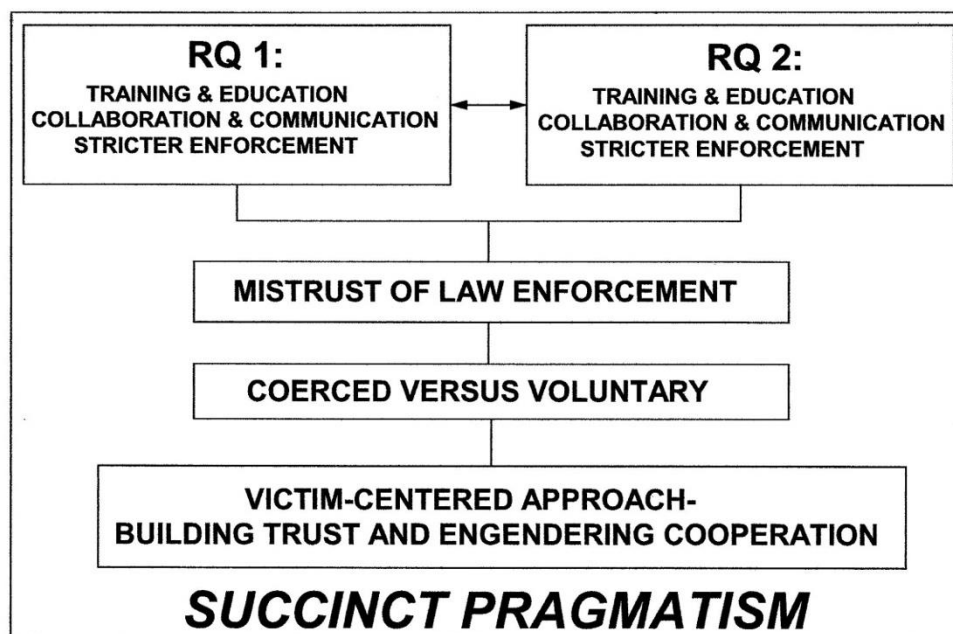 RQ 1:
TRAINING & EDUCATION
COLLABORATION & COMMUNICATION
STRICTER ENFORCEMENT
RQ 2:
TRAINING & EDUCATION
COLLABORATION & COMMUNICATION
STRICTER ENFORCEMENT
MISTRUST OF LAW ENFORCEMENT
COERCED VERSUS VOLUNTARY
VICTIM-CENTERED APPROACH-
BUILDING TRUST AND ENGENDERING COOPERATION
SUCCINCT PRAGMATISM